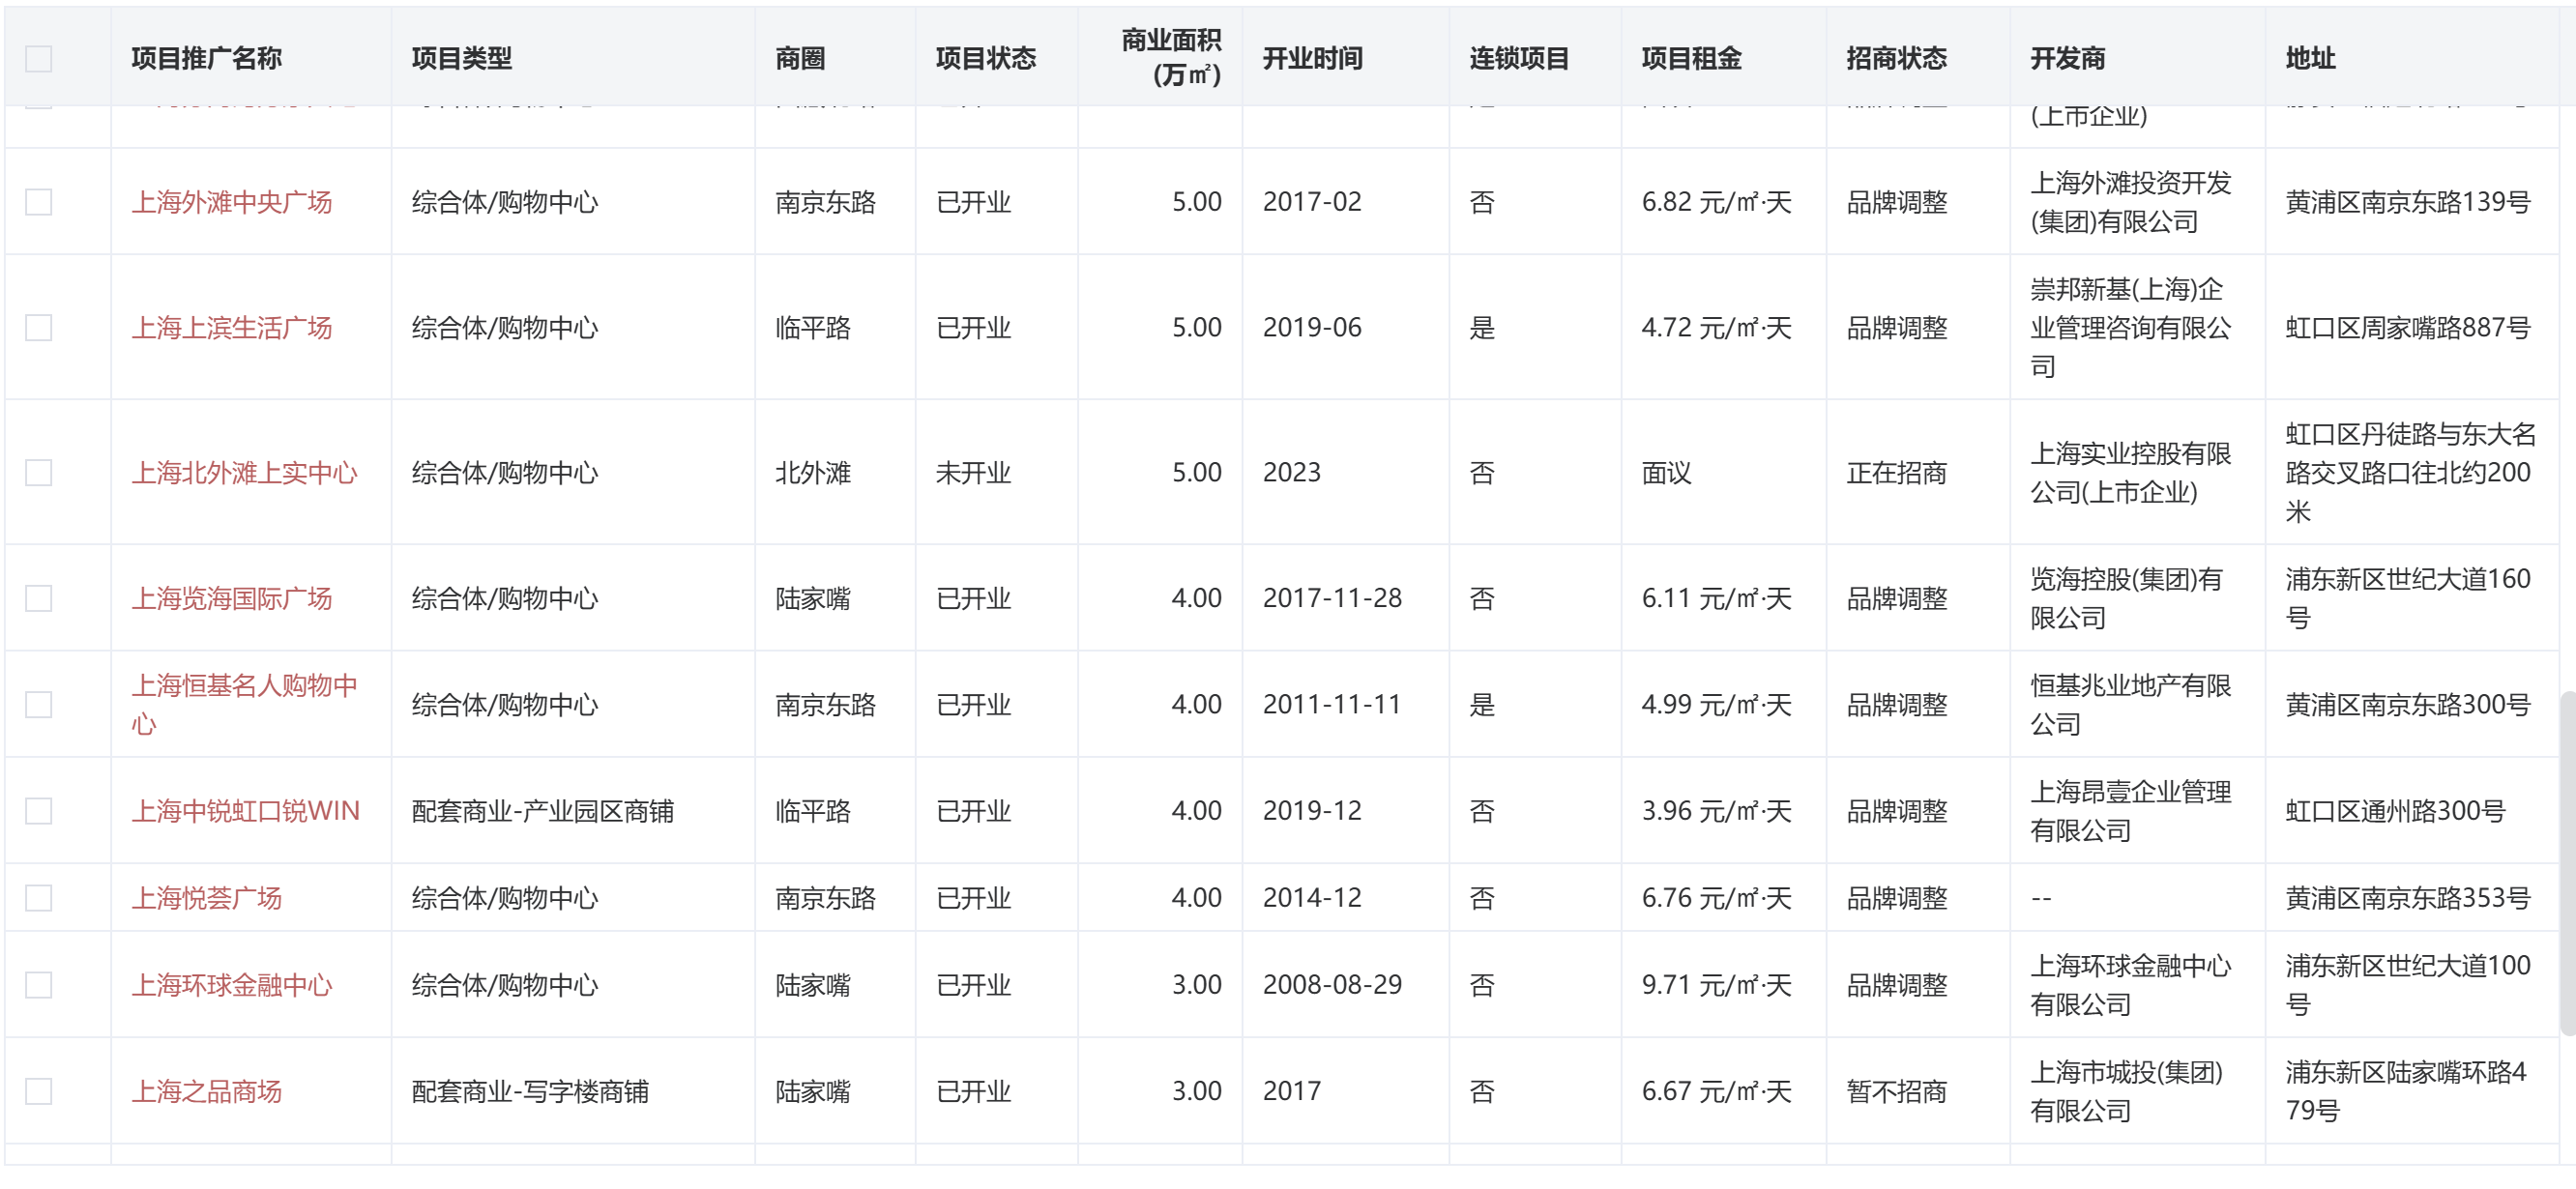 项目推广名称 项目类型 商圈 项目状态 商业面积(万㎡) 开业时间 连锁项目 项目租金 招商状态 开发商 地址
(上市企业)
上海外滩中央广场 综合体/购物中心 南京东路 已开业 5.00 2017-02 否 6.82 元/㎡·天 品牌调整 上海外滩投资开发(集团)有限公司 黄浦区南京东路139号
上海上滨生活广场 综合体/购物中心 临平路 已开业 5.00 2019-06 是 4.72 元/㎡·天 品牌调整 崇邦新基(上海)企业管理咨询有限公司 虹口区周家嘴路887号
上海北外滩上实中心 综合体/购物中心 北外滩 未开业 5.00 2023 否 面议 正在招商 上海实业控股有限公司(上市企业) 虹口区丹徒路与东大名路交叉路口往北约200米
上海览海国际广场 综合体/购物中心 陆家嘴 已开业 4.00 2017-11-28 否 6.11 元/㎡·天 品牌调整 览海控股(集团)有限公司 浦东新区世纪大道160号
上海恒基名人购物中心 综合体/购物中心 南京东路 已开业 4.00 2011-11-11 是 4.99 元/㎡·天 品牌调整 恒基兆业地产有限公司 黄浦区南京东路300号
上海中锐虹口锐WIN 配套商业-产业园区商铺 临平路 已开业 4.00 2019-12 否 3.96 元/㎡·天 品牌调整 上海昂壹企业管理有限公司 虹口区通州路300号
上海悦荟广场 综合体/购物中心 南京东路 已开业 4.00 2014-12 否 6.76 元/㎡·天 品牌调整 -- 黄浦区南京东路353号
上海环球金融中心 综合体/购物中心 陆家嘴 已开业 3.00 2008-08-29 否 9.71 元/㎡·天 品牌调整 上海环球金融中心有限公司 浦东新区世纪大道100号
上海之品商场 配套商业-写字楼商铺 陆家嘴 已开业 3.00 2017 否 6.67 元/㎡·天 暂不招商 上海市城投(集团)有限公司 浦东新区陆家嘴环路479号